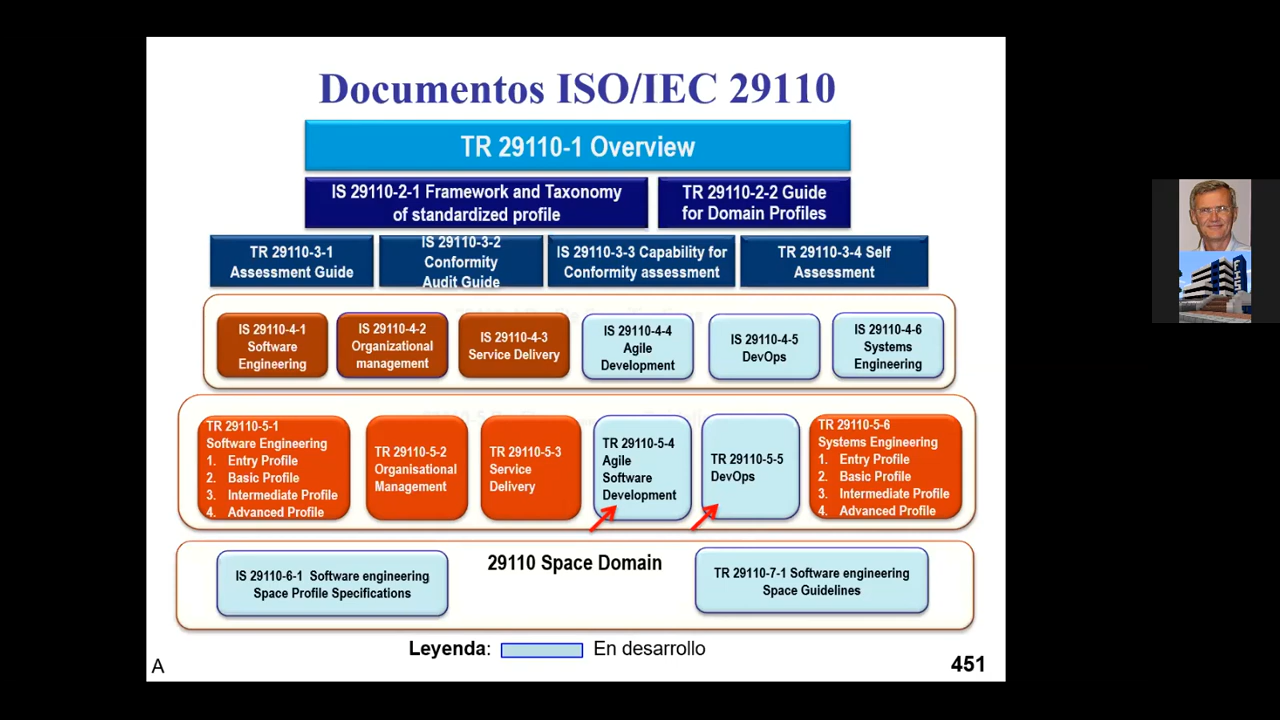 Documentos ISO/IEC 29110
TR 29110-1 Overview
IS 29110-2-1 Framework and Taxonomy
of standardized profile
TR 29110-2-2 Guide
for Domain Profiles
TR 29110-3-1
Assessment Guide
IS 29110-3-2
Conformity
Audit Guide
IS 29110-3-3 Capability for
Conformity assessment
TR 29110-3-4 Self
Assessment
IS 29110-4-1
Software
Engineering
IS 29110-4-2
Organizational
management
IS 29110-4-3
Service Delivery
IS 29110-4-4
Agile
Development
IS 29110-4-5
DevOps
IS 29110-4-6
Systems
Engineering
TR 29110-5-1
Software Engineering
1. Entry Profile
2. Basic Profile
3. Intermediate Profile
4. Advanced Profile
TR 29110-5-2
Organisational
Management
TR 29110-5-3
Service
Delivery
TR 29110-5-4
Agile
Software
Development
TR 29110-5-5
DevOps
TR 29110-5-6
Systems Engineering
1. Entry Profile
2. Basic Profile
3. Intermediate Profile
4. Advanced Profile
29110 Space Domain
IS 29110-6-1 Software engineering
Space Profile Specifications
TR 29110-7-1 Software engineering
Space Guidelines
Leyenda: En desarrollo
A
451